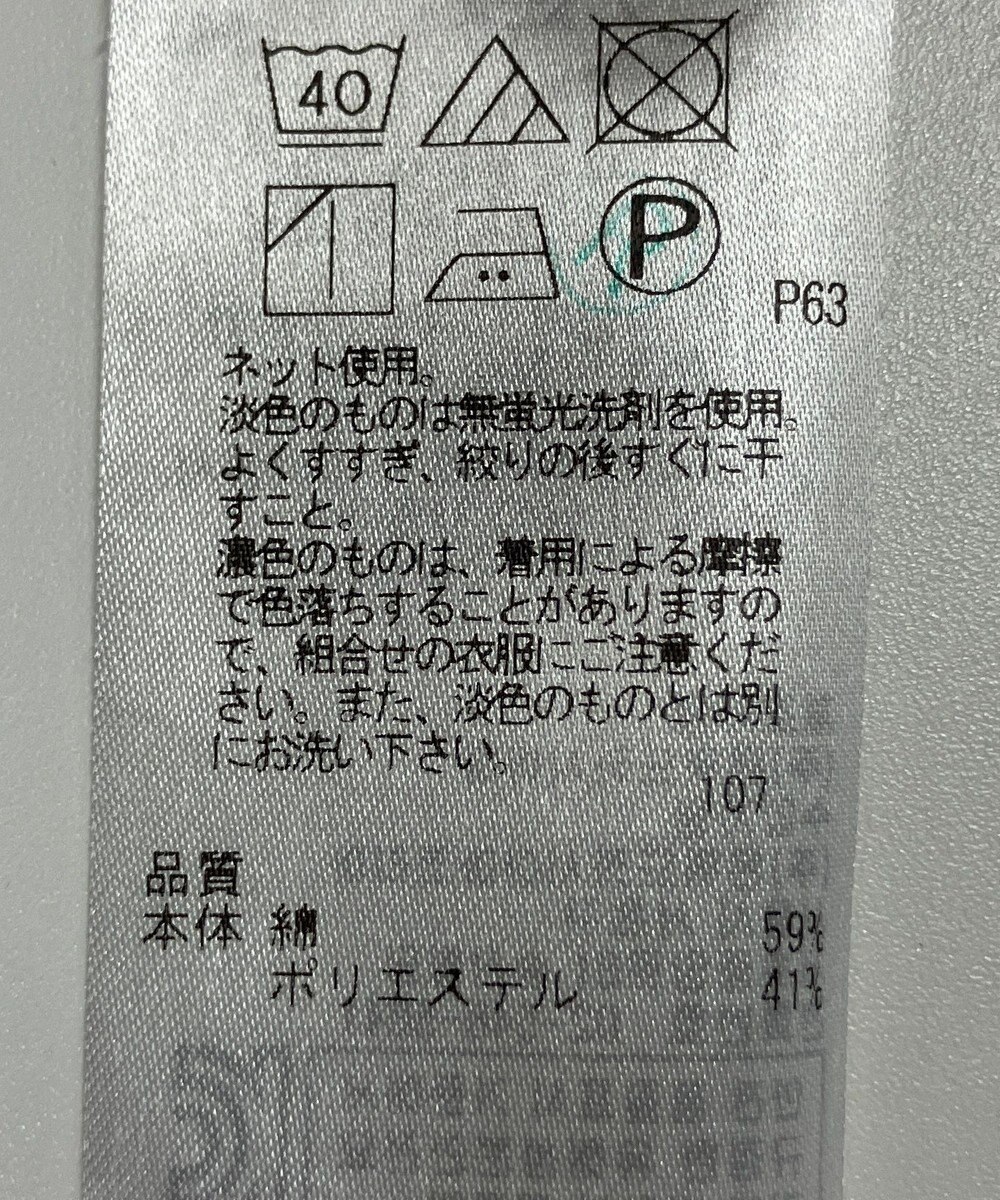 40
P
P63
ネット使用。
淡色のものは無蛍光洗剤を使用。
よくすすぎ、絞りの後すぐに干
すこと。
濃色のものは、着用による摩擦
で色落ちすることがありますの
で、組合せの衣服にご注意くだ
さい。また、淡色のものとは別
にお洗い下さい。
107
品質
本体 綿 59%
ポリエステル 41%